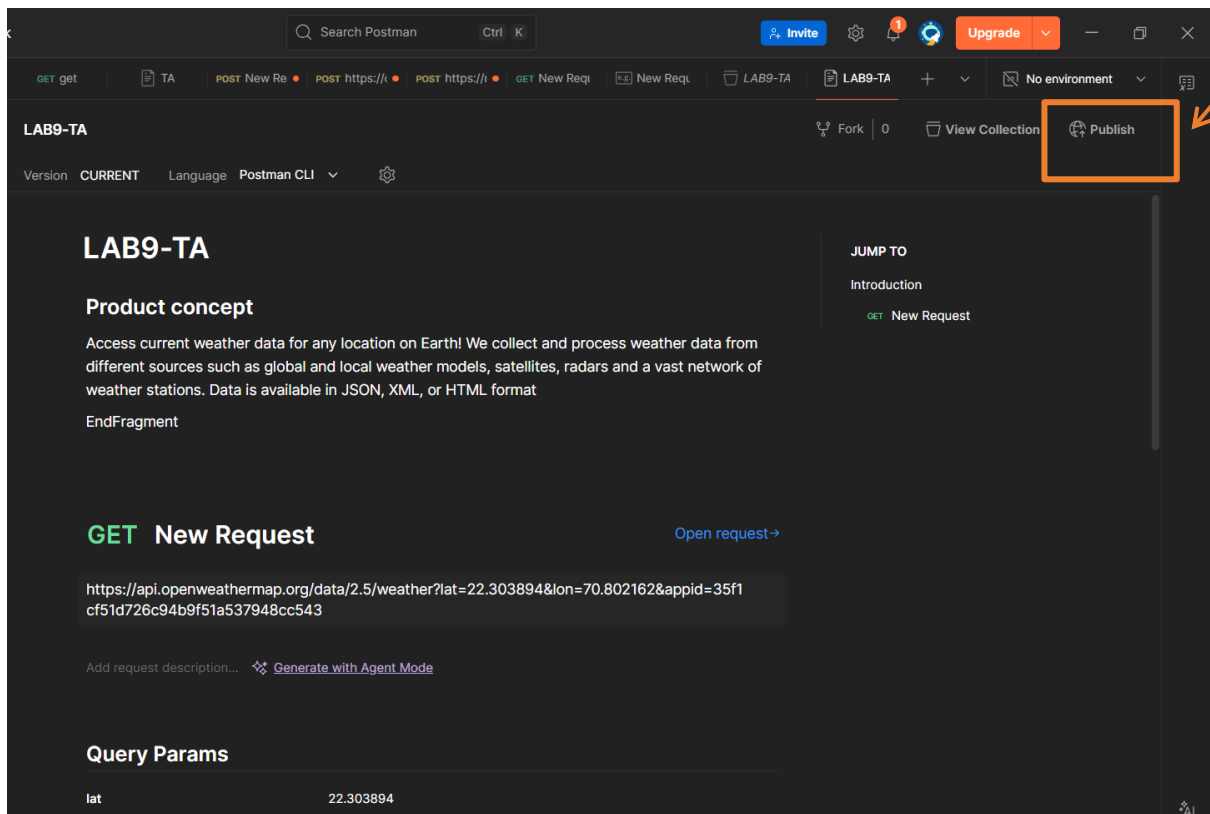 Search Postman Ctrl K
Invite
1
Upgrade
GET get
TA
POST New Re
POST https://
POST https://
GET New Requ
e.g. New Requ
LAB9-TA
LAB9-TA
No environment
LAB9-TA
Fork 0
View Collection
Publish
Version CURRENT Language Postman CLI
LAB9-TA
JUMP TO
Introduction
GET New Request
Product concept
Access current weather data for any location on Earth! We collect and process weather data from
different sources such as global and local weather models, satellites, radars and a vast network of
weather stations. Data is available in JSON, XML, or HTML format
EndFragment
GET New Request
Open request→
https://api.openweathermap.org/data/2.5/weather?lat=22.303894&lon=70.802162&appid=35f1
cf51d726c94b9f51a537948cc543
Add request description... Generate with Agent Mode
Query Params
lat 22.303894
AI